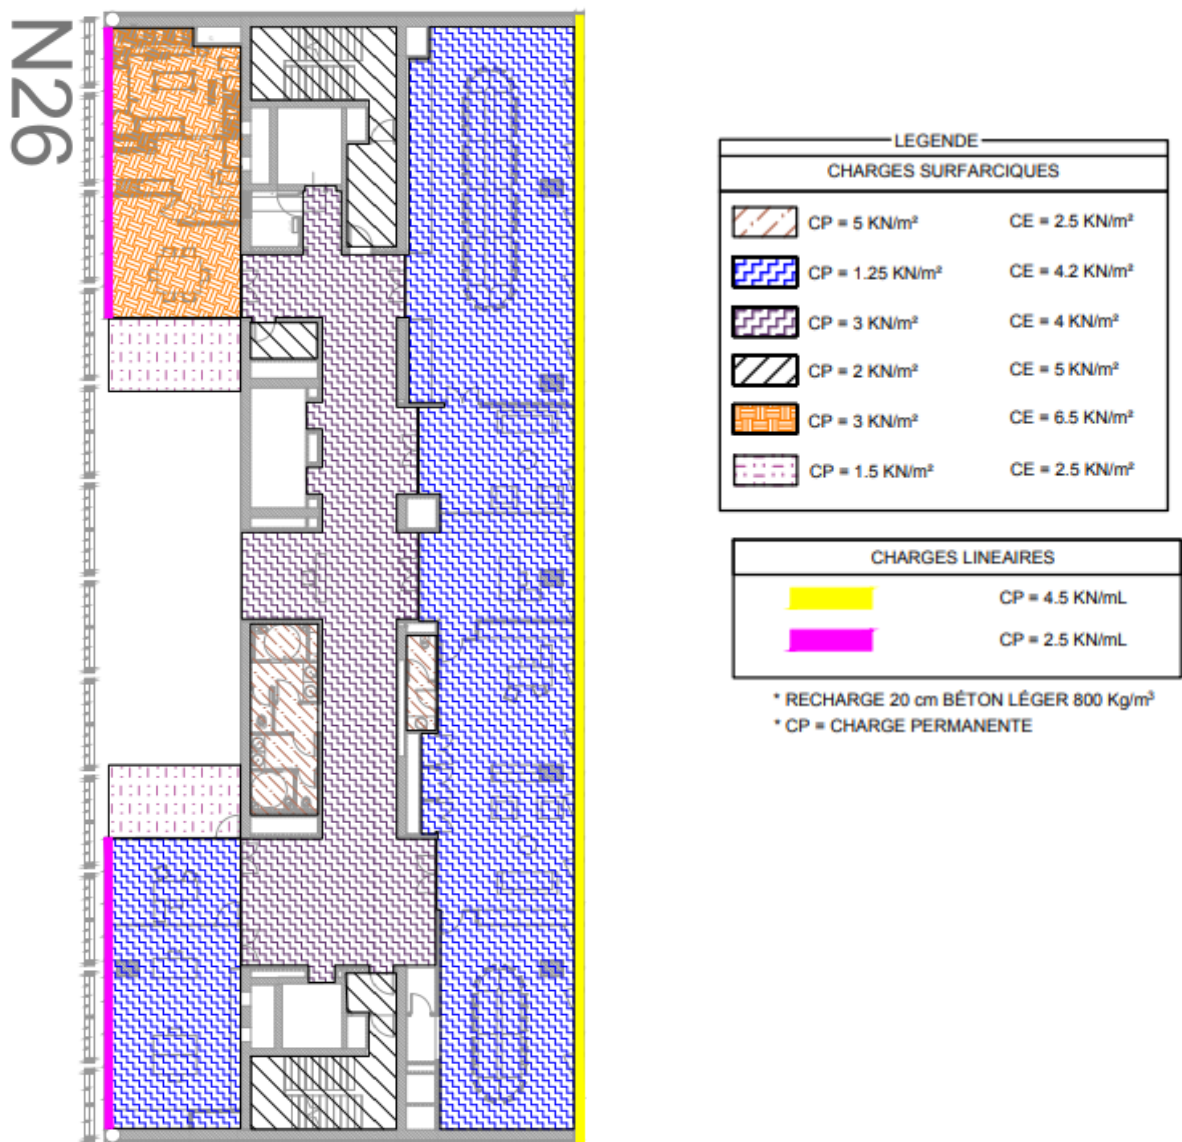 N26
LEGENDE
CHARGES SURFARCIQUES
CP = 5 KN/m² CE = 2.5 KN/m²
CP = 1.25 KN/m² CE = 4.2 KN/m²
CP = 3 KN/m² CE = 4 KN/m²
CP = 2 KN/m² CE = 5 KN/m²
CP = 3 KN/m² CE = 6.5 KN/m²
CP = 1.5 KN/m² CE = 2.5 KN/m²
CHARGES LINEAIRES
CP = 4.5 KN/mL
CP = 2.5 KN/mL
* RECHARGE 20 cm BÉTON LÉGER 800 Kg/m³
* CP = CHARGE PERMANENTE